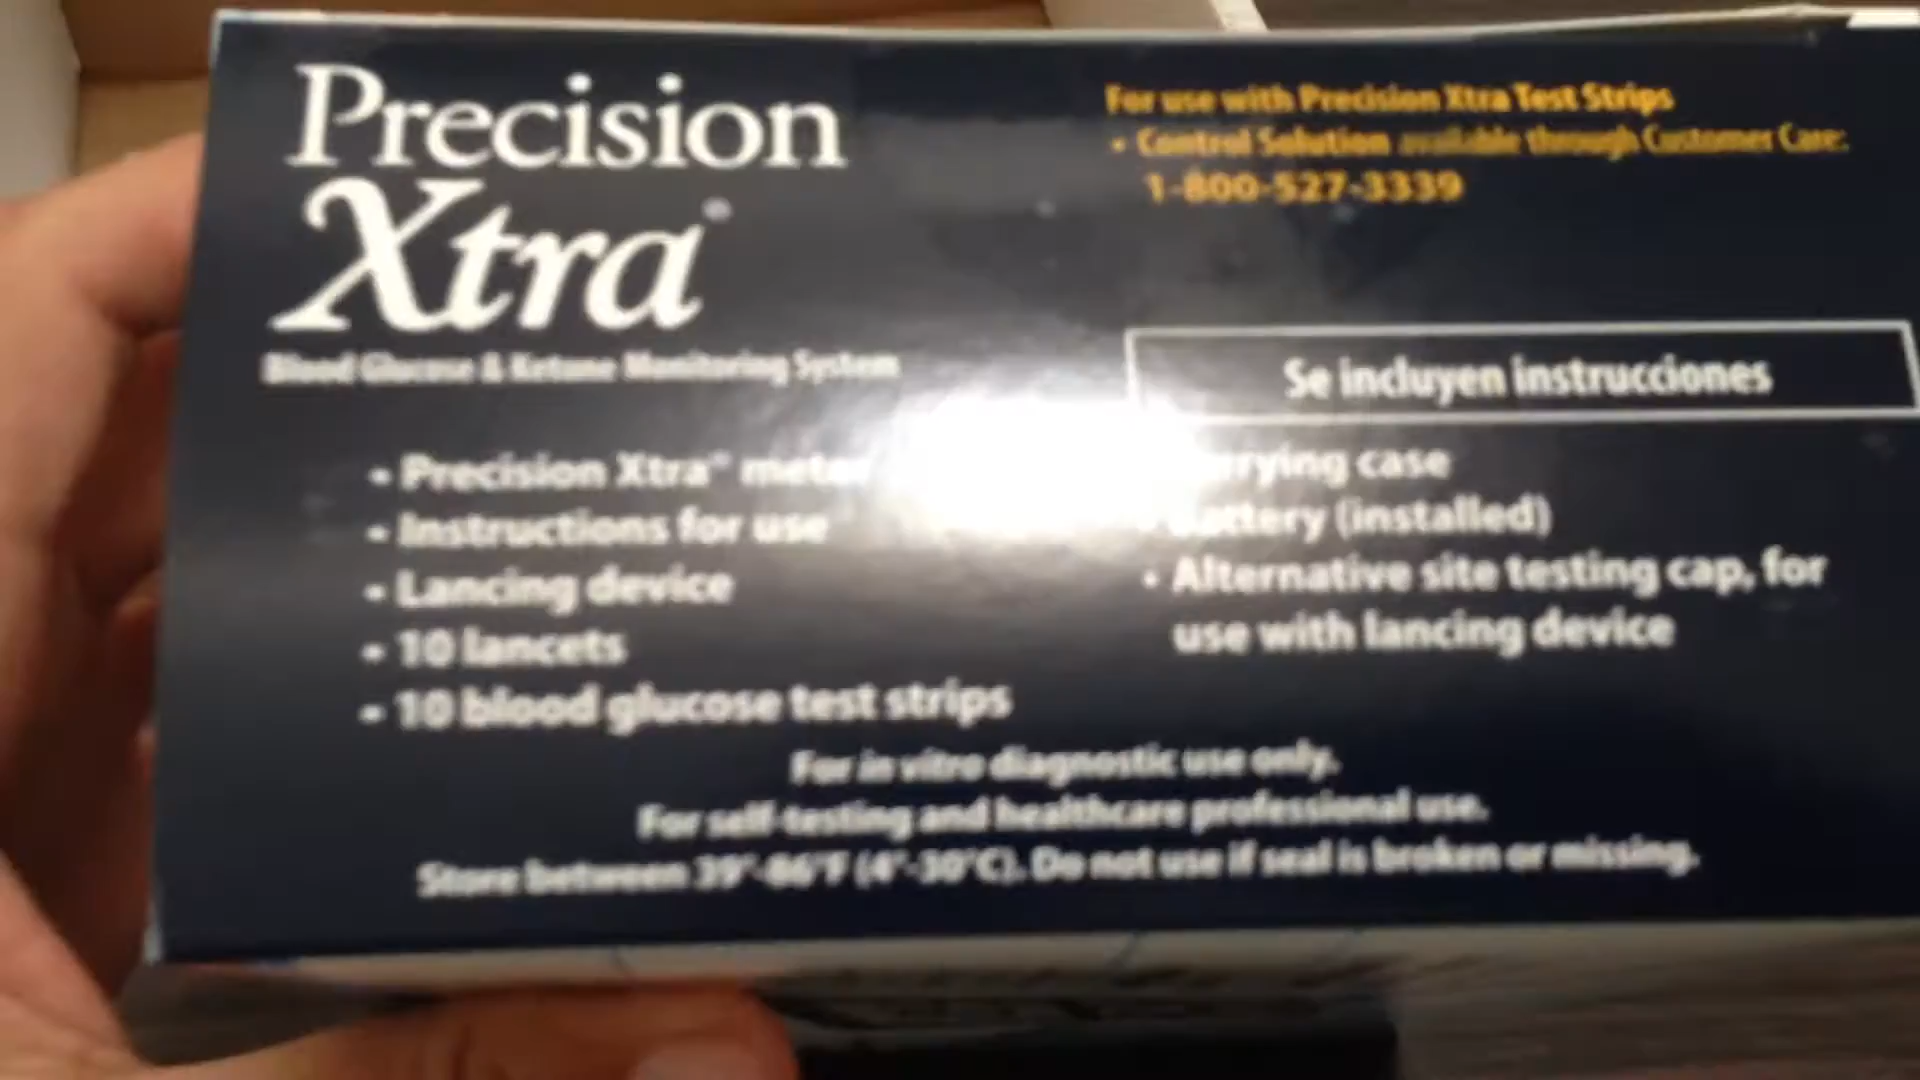 Precision
Xtra
Blood Glucose & Ketone Monitoring System
For use with Precision Xtra Test Strips
• Control Solution available through Customer Care:
1-800-527-3339
Se incluyen instrucciones
• Precision Xtra® meter
• Instructions for use
• Lancing device
• 10 lancets
• 10 blood glucose test strips
case
(installed)
• Alternative site testing cap, for
use with lancing device
For in vitro diagnostic use only.
For self-testing and healthcare professional use.
Store between 39°-86°F (4°-30°C). Do not use if seal is broken or missing.